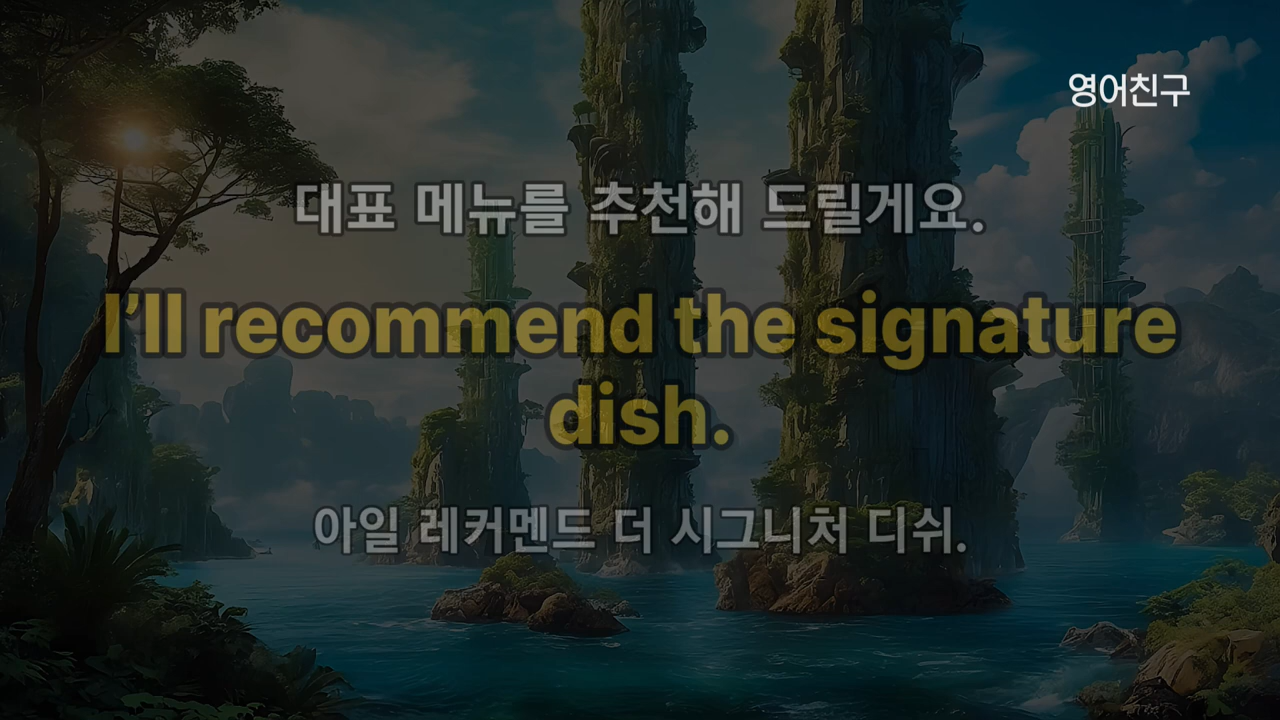 영어친구
대표 메뉴를 추천해 드릴게요.
I’ll recommend the signature
dish.
아일 레커멘드 더 시그니처 디쉬.